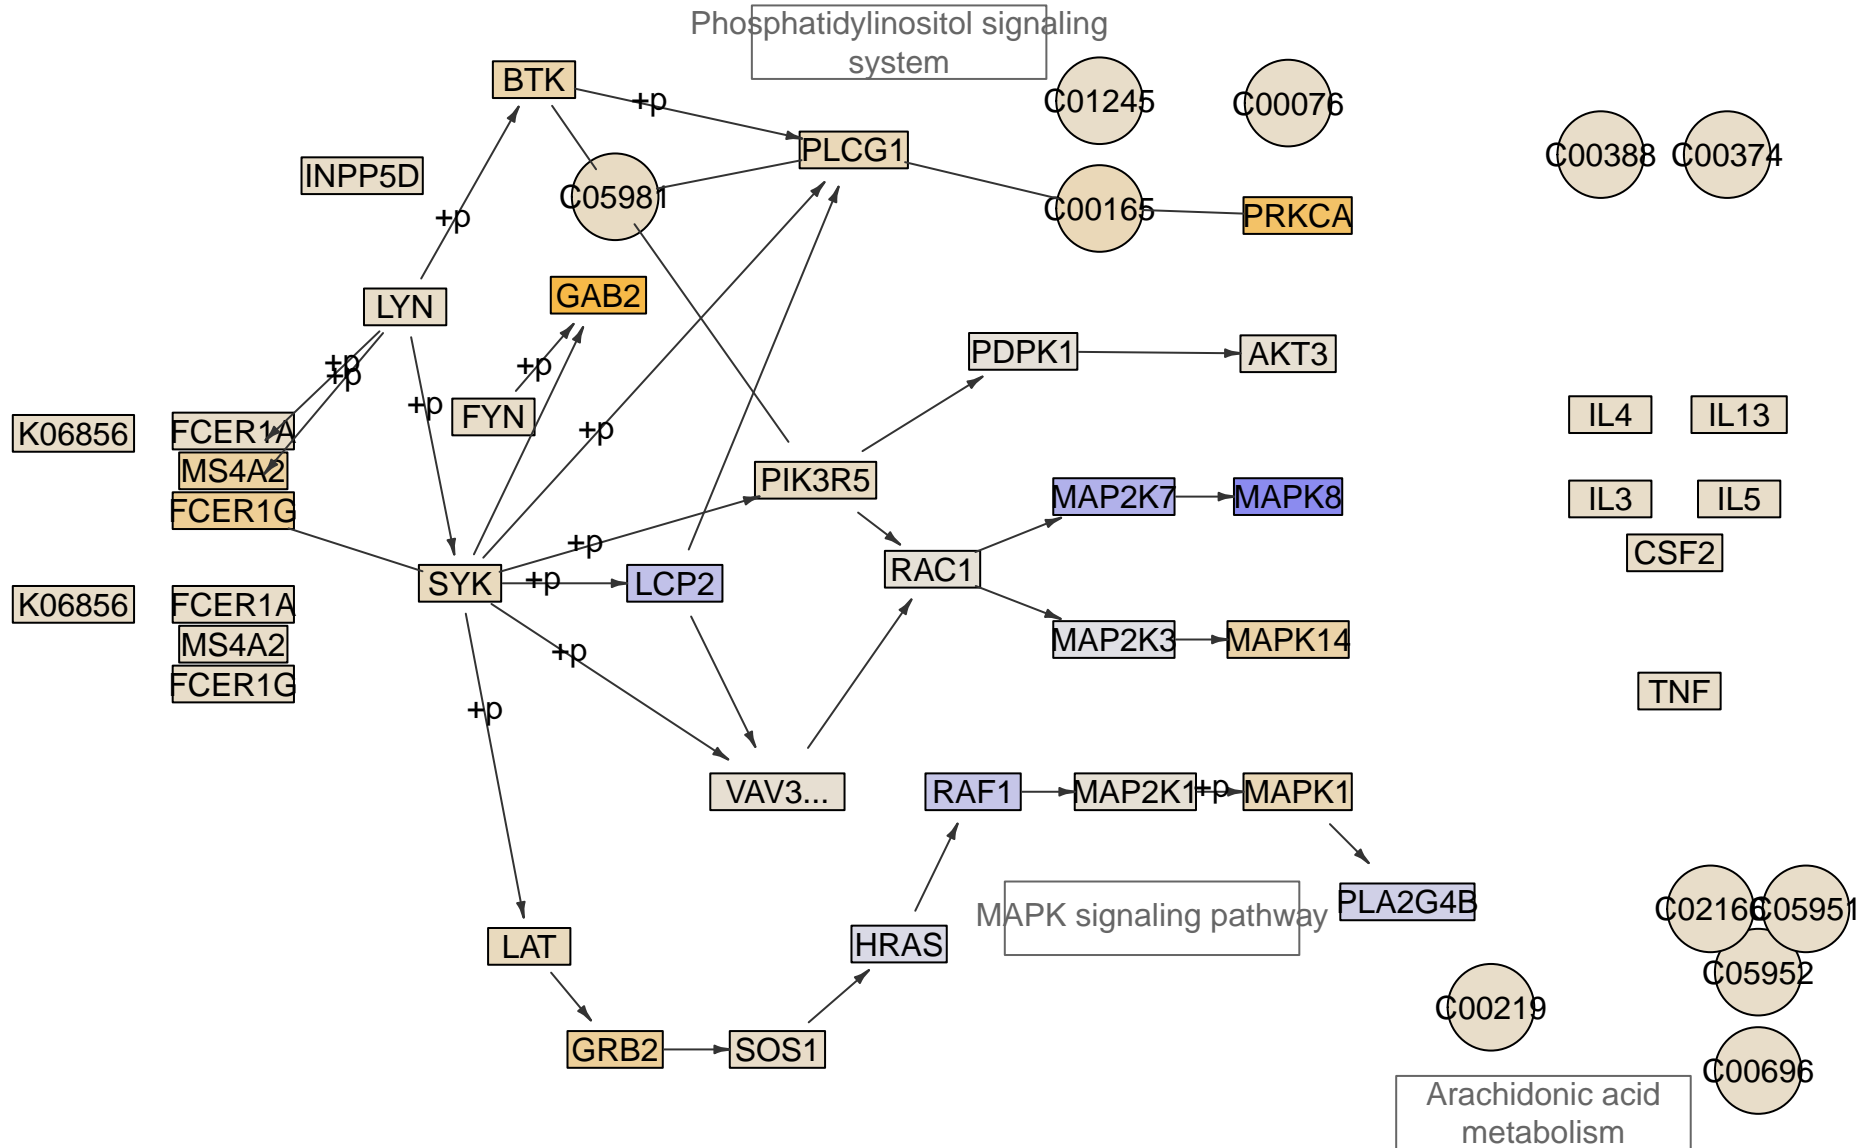 Phosphatidylinositol signaling
system
BTK
+p
C01245
C00076
PLCG1
C00388
C00374
INPP5D
C05981
C00165
PRKCA
+p
LYN
GAB2
PDPK1
AKT3
+p
+p
+p
+p
FYN
+p
K06856
FCER1A
MS4A2
FCER1G
IL4
IL13
PIK3R5
MAP2K7
MAPK8
IL3
IL5
CSF2
+p
SYK
+p
LCP2
RAC1
K06856
FCER1A
MS4A2
FCER1G
+p
MAP2K3
MAPK14
TNF
+p
VAV3...
RAF1
MAP2K1
+p
MAPK1
MAPK signaling pathway
PLA2G4B
C02166
C05951
LAT
HRAS
C05952
C00219
GRB2
SOS1
C00696
Arachidonic acid
metabolism